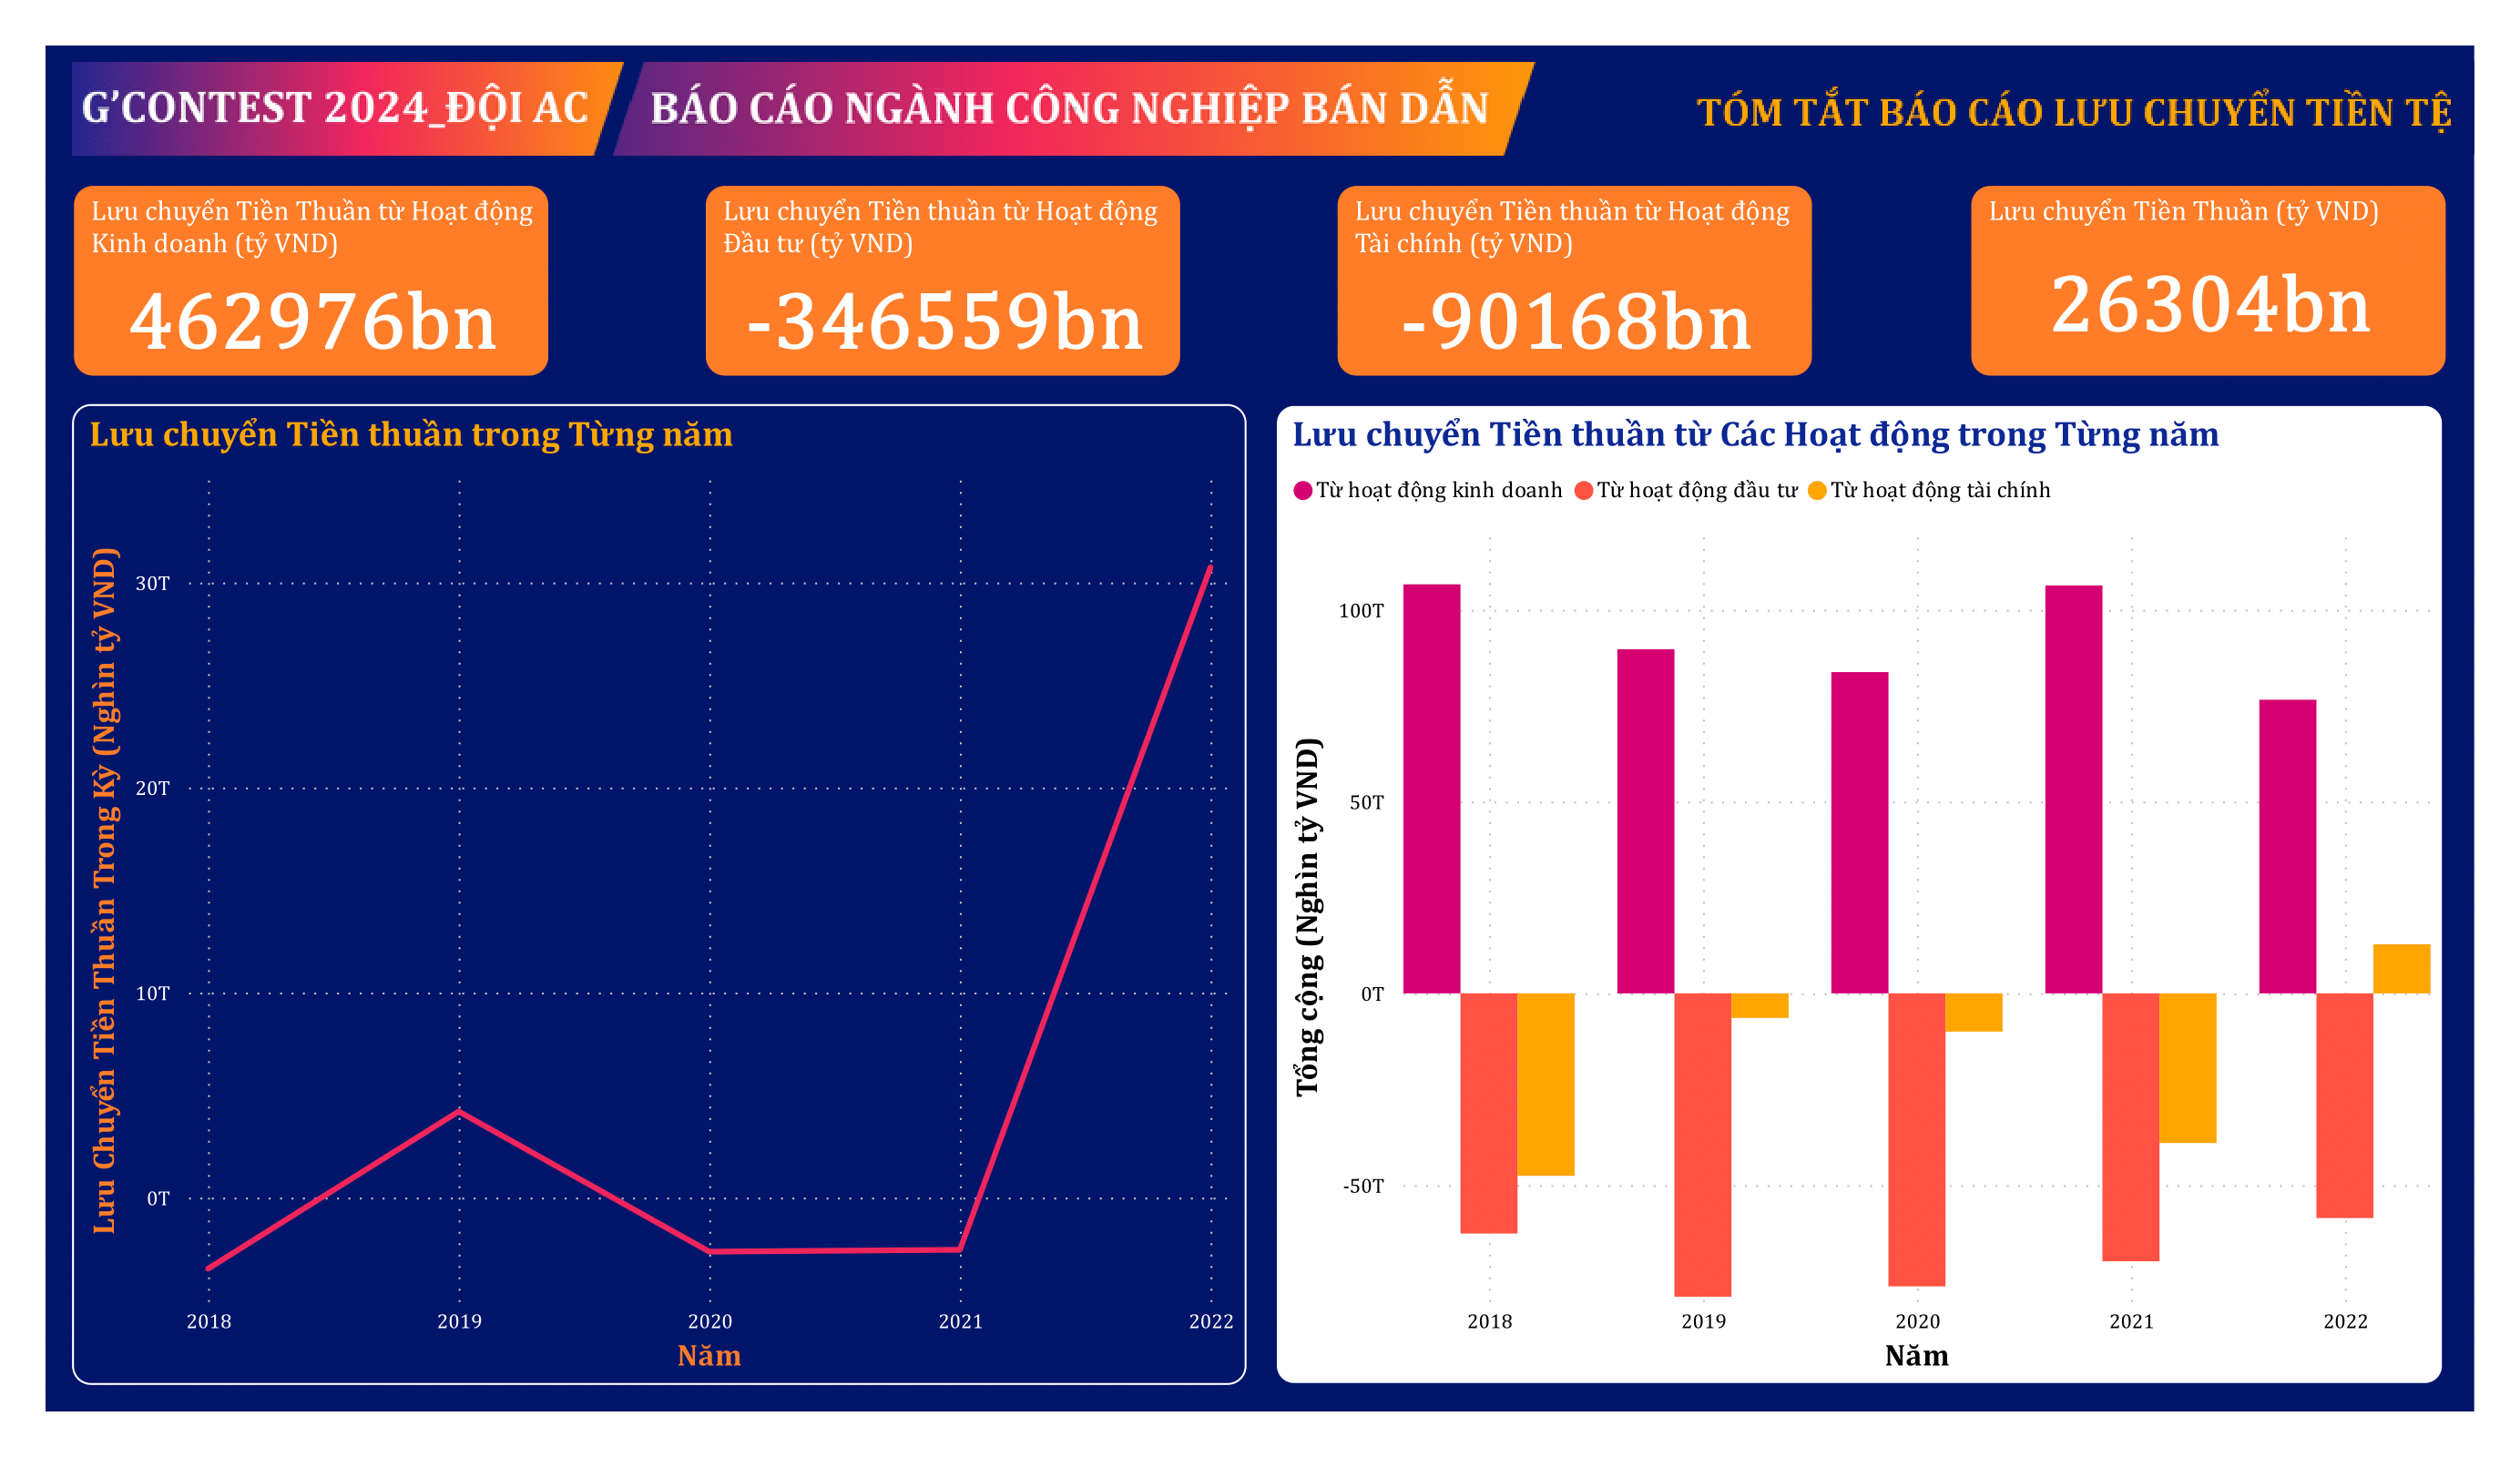 G’CONTEST 2024_ĐỘI AC
BÁO CÁO NGÀNH CÔNG NGHIỆP BÁN DẪN
TÓM TẮT BÁO CÁO LƯU CHUYỂN TIỀN TỆ
Lưu chuyển Tiền Thuần từ Hoạt động
Kinh doanh (tỷ VND)
462976bn
Lưu chuyển Tiền thuần từ Hoạt động
Đầu tư (tỷ VND)
-346559bn
Lưu chuyển Tiền thuần từ Hoạt động
Tài chính (tỷ VND)
-90168bn
Lưu chuyển Tiền Thuần (tỷ VND)
26304bn
Lưu chuyển Tiền thuần trong Từng năm
Lưu Chuyển Tiền Thuần Trong Kỳ (Nghìn tỷ VND)
30T
20T
10T
0T
2018
2019
2020
2021
2022
Năm
Lưu chuyển Tiền thuần từ Các Hoạt động trong Từng năm
Từ hoạt động kinh doanh
Từ hoạt động đầu tư
Từ hoạt động tài chính
Tổng cộng (Nghìn tỷ VND)
100T
50T
0T
-50T
2018
2019
2020
2021
2022
Năm